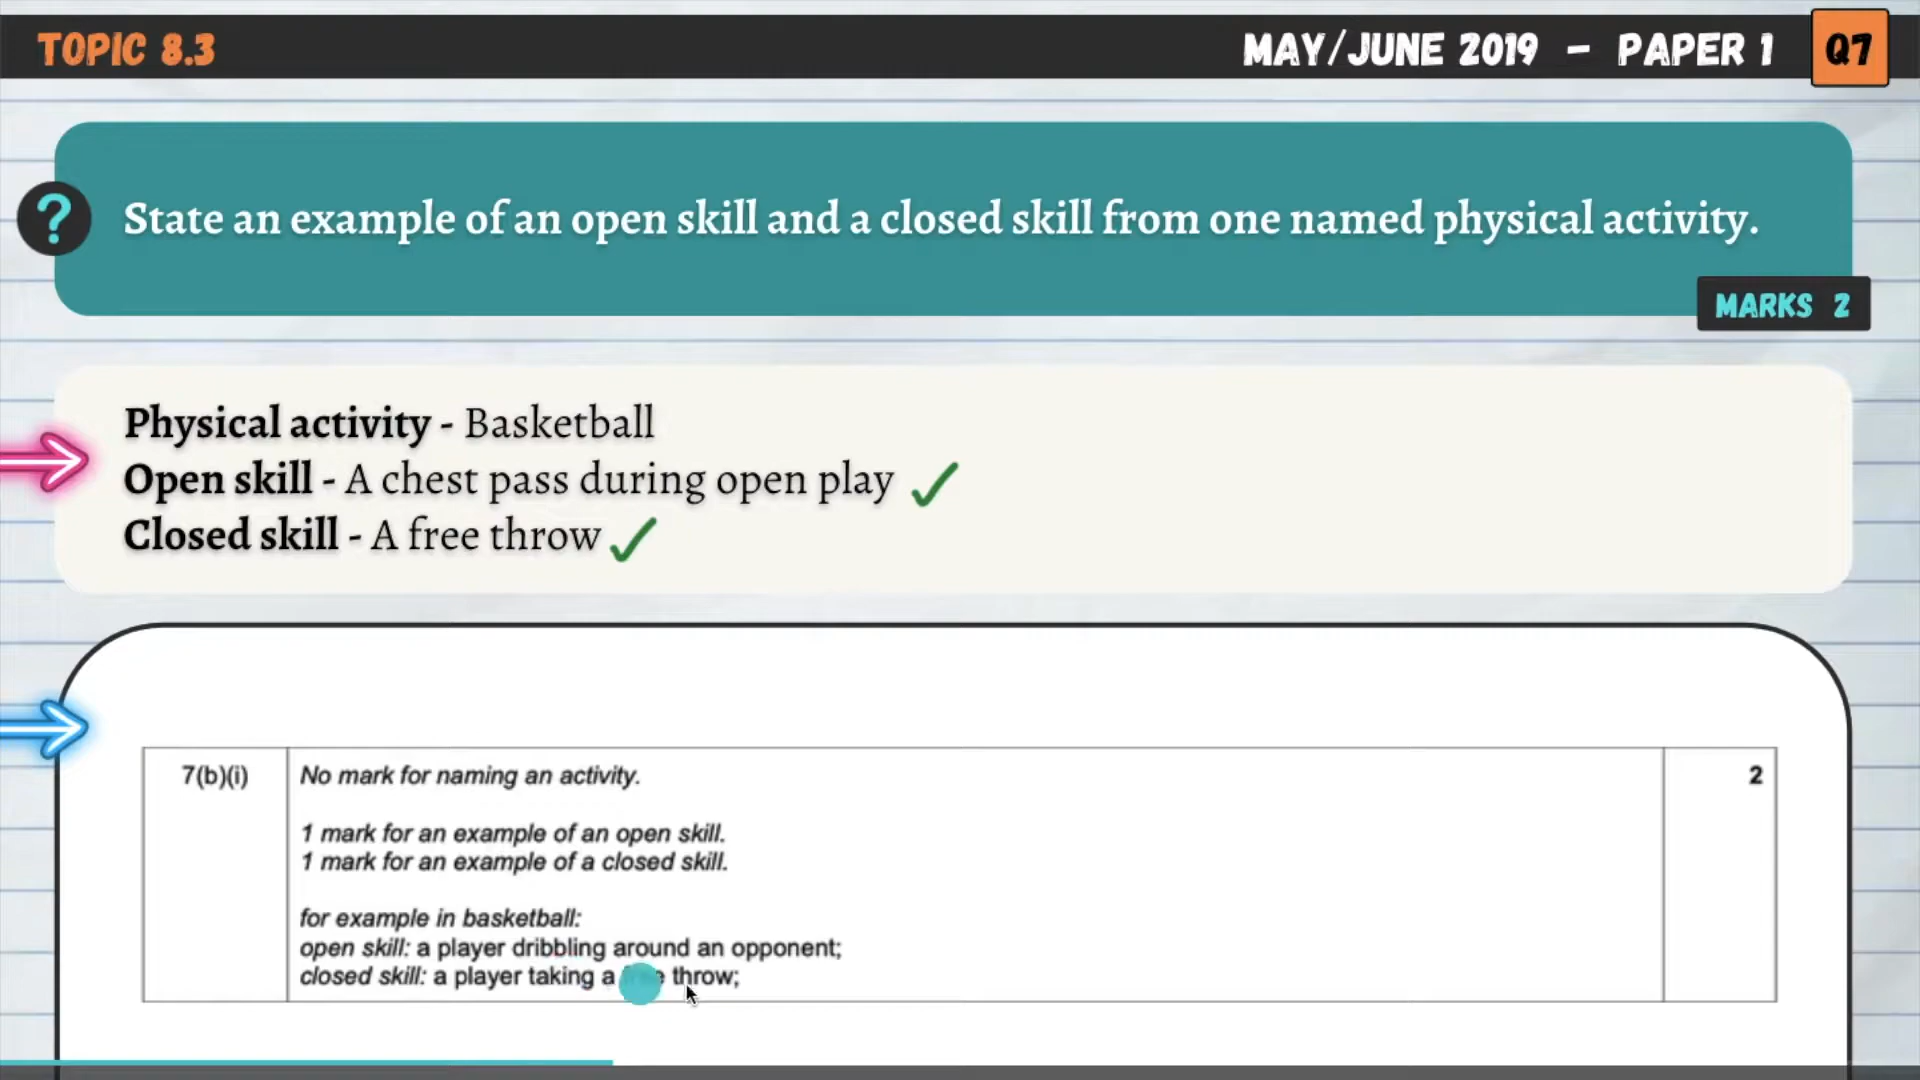 TOPIC 8.3
MAY/JUNE 2019 - PAPER 1
Q7
?
State an example of an open skill and a closed skill from one named physical activity.
MARKS 2
Physical activity - Basketball
Open skill - A chest pass during open play
Closed skill - A free throw
7(b)(i)
No mark for naming an activity.
2
1 mark for an example of an open skill.
1 mark for an example of a closed skill.
for example in basketball:
open skill: a player dribbling around an opponent;
closed skill: a player taking a throw;